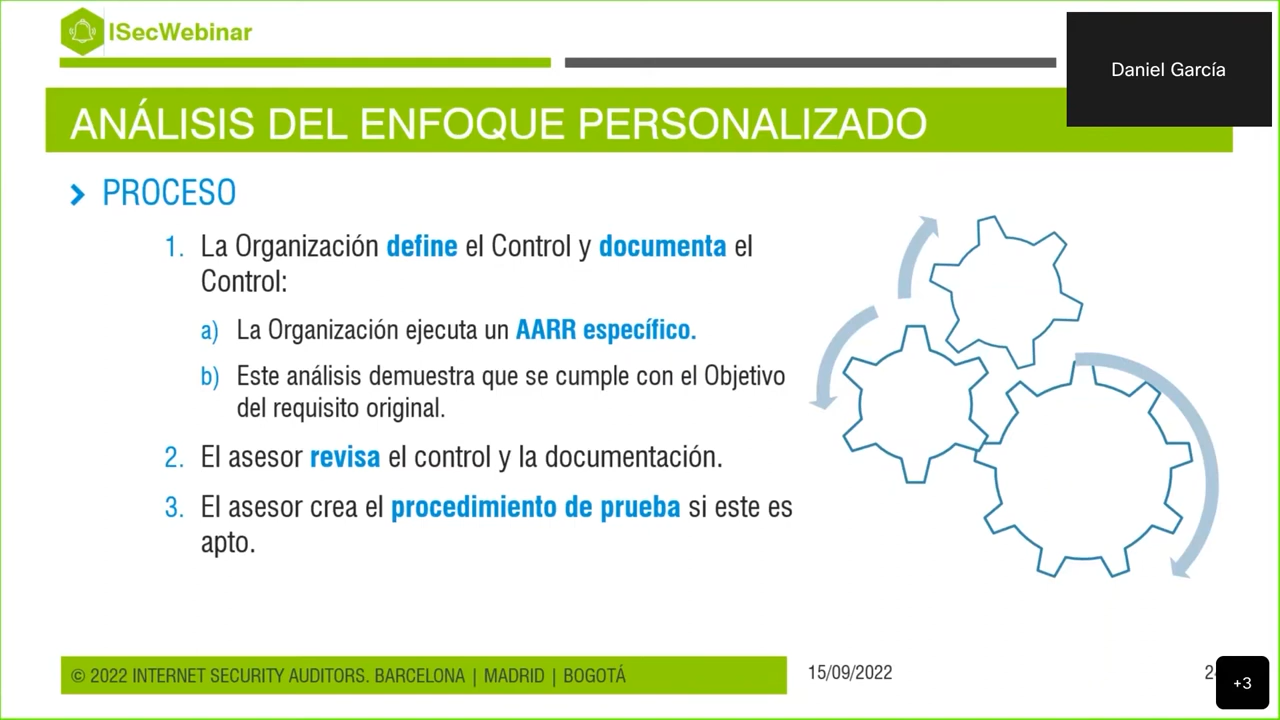 ISecWebinar
Daniel García
ANÁLISIS DEL ENFOQUE PERSONALIZADO
PROCESO
1. La Organización define el Control y documenta el
Control:
a) La Organización ejecuta un AARR específico.
b) Este análisis demuestra que se cumple con el Objetivo
del requisito original.
2. El asesor revisa el control y la documentación.
3. El asesor crea el procedimiento de prueba si este es
apto.
© 2022 INTERNET SECURITY AUDITORS. BARCELONA | MADRID | BOGOTÁ
15/09/2022
+3